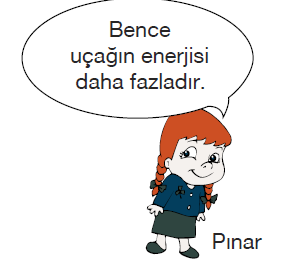 Bence
uçağın enerjisi
daha fazladır.
Pınar